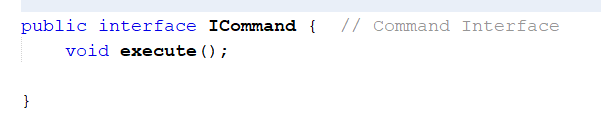 public interface ICommand {  // Command Interface
    void execute();
}